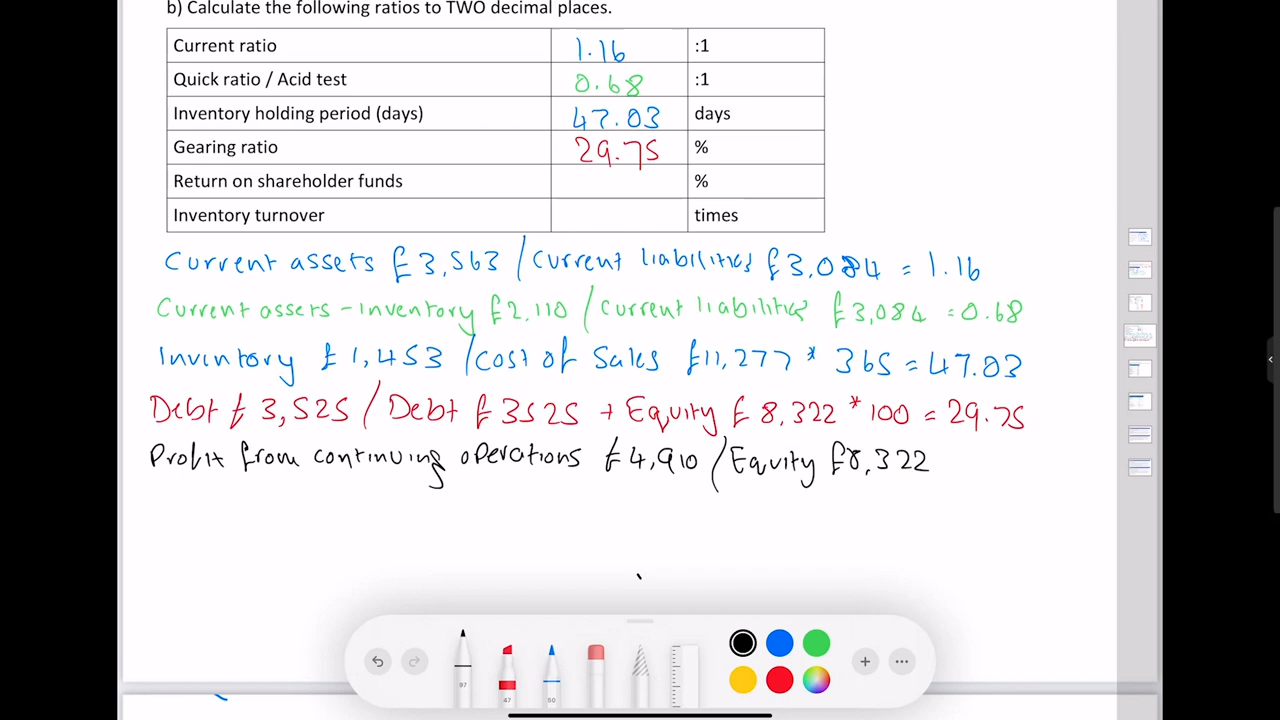 b) Calculate the following ratios to TWO decimal places.
Current ratio 1.16 :1
Quick ratio / Acid test 0.68 :1
Inventory holding period (days) 47.03 days
Gearing ratio 29.75 %
Return on shareholder funds %
Inventory turnover times
Current assets £3,563 / Current liabilities £3,084 = 1.16
Current assets - inventory £2,110 / current liabilities £3,084 = 0.68
Inventory £1,453 / Cost of Sales £11,277 * 365 = 47.03
Debt £3,525 / Debt £3525 + Equity £8,322 * 100 = 29.75
Profit from continuing operations £4,910 / Equity £8,322
97
47
50